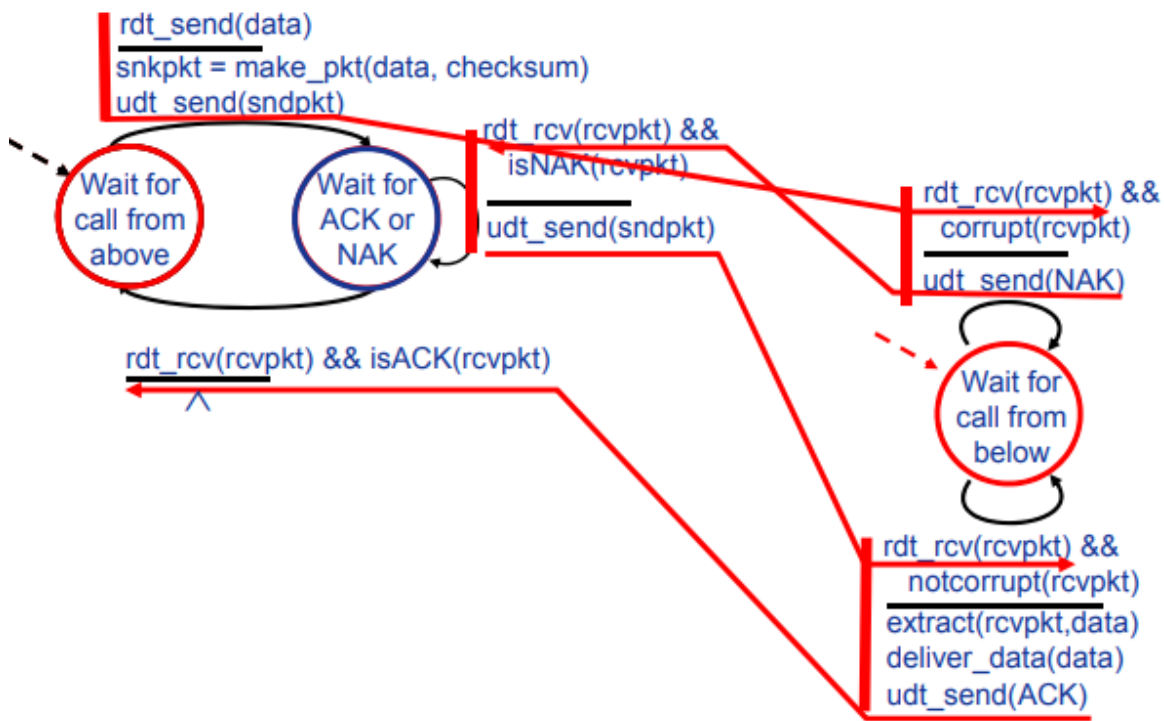 rdt_send(data)
snkpkt = make_pkt(data, checksum)
udt_send(sndpkt)
Wait for
call from
above
Wait for
ACK or
NAK
rdt_rcv(rcvpkt) &&
isNAK(rcvpkt)
udt_send(sndpkt)
rdt_rcv(rcvpkt) && isACK(rcvpkt)
Λ
rdt_rcv(rcvpkt) &&
corrupt(rcvpkt)
udt_send(NAK)
Wait for
call from
below
rdt_rcv(rcvpkt) &&
notcorrupt(rcvpkt)
extract(rcvpkt,data)
deliver_data(data)
udt_send(ACK)